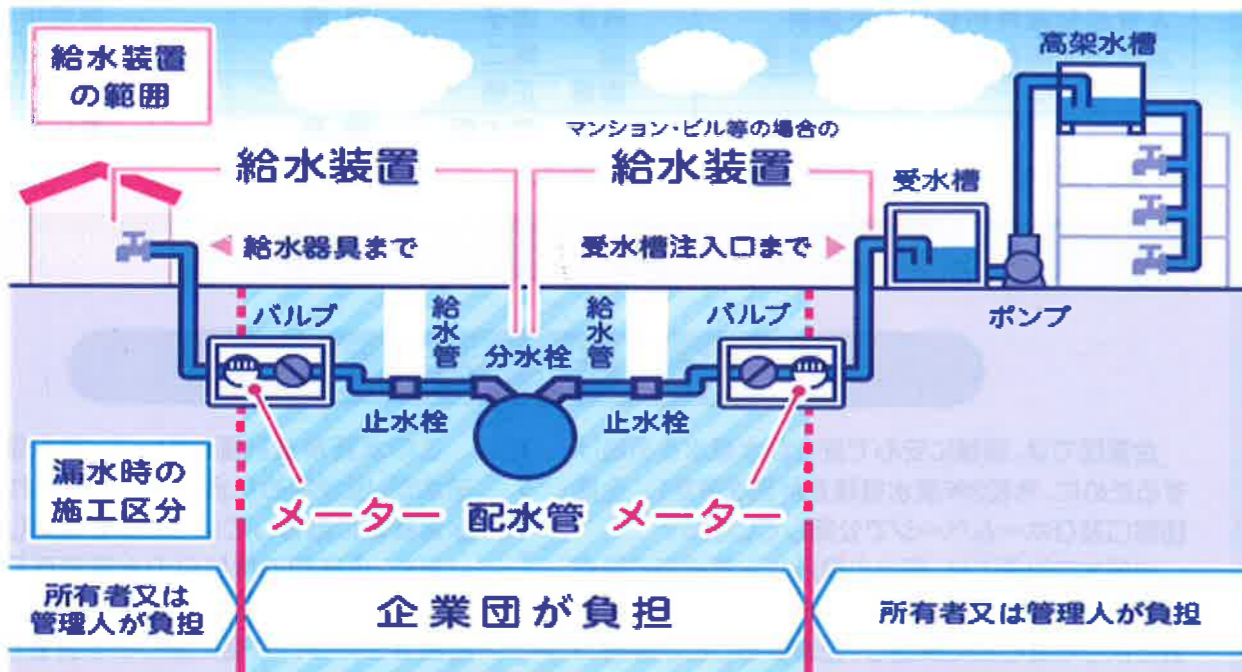 給水装置
の範囲
高架水槽
マンション・ビル等の場合の
給水装置
給水装置
受水槽
給水器具まで
受水槽注入口まで
バルブ
給水管
分水栓
給水管
バルブ
ポンプ
止水栓
止水栓
漏水時の
施工区分
メーター
配水管
メーター
所有者又は
管理人が負担
企業団が負担
所有者又は管理人が負担